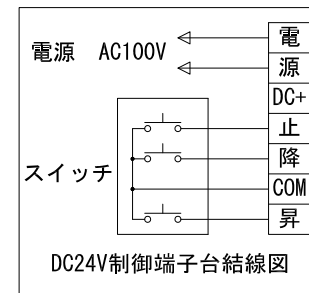 電源 AC100V
電
源
DC+
止
降
COM
昇
スイッチ
DC24V制御端子台結線図